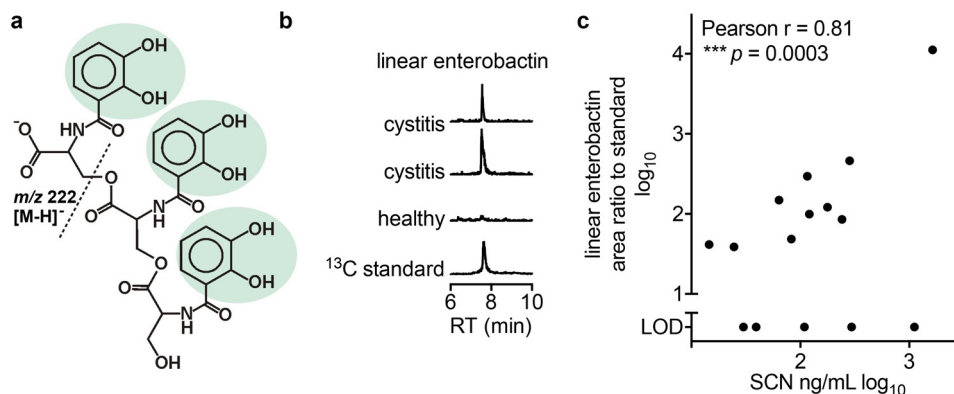 a
OH
OH
O
⁻O
NH
O
O
m/z 222
[M-H]⁻
O
O
NH
O
OH
OH
O
O
NH
O
OH
OH
OH
b
linear enterobactin
cystitis
cystitis
healthy
¹³C standard
6 8 10
RT (min)
c
Pearson r = 0.81
*** p = 0.0003
linear enterobactin
area ratio to standard
log₁₀
4
3
2
1
LOD
2 3
SCN ng/mL log₁₀